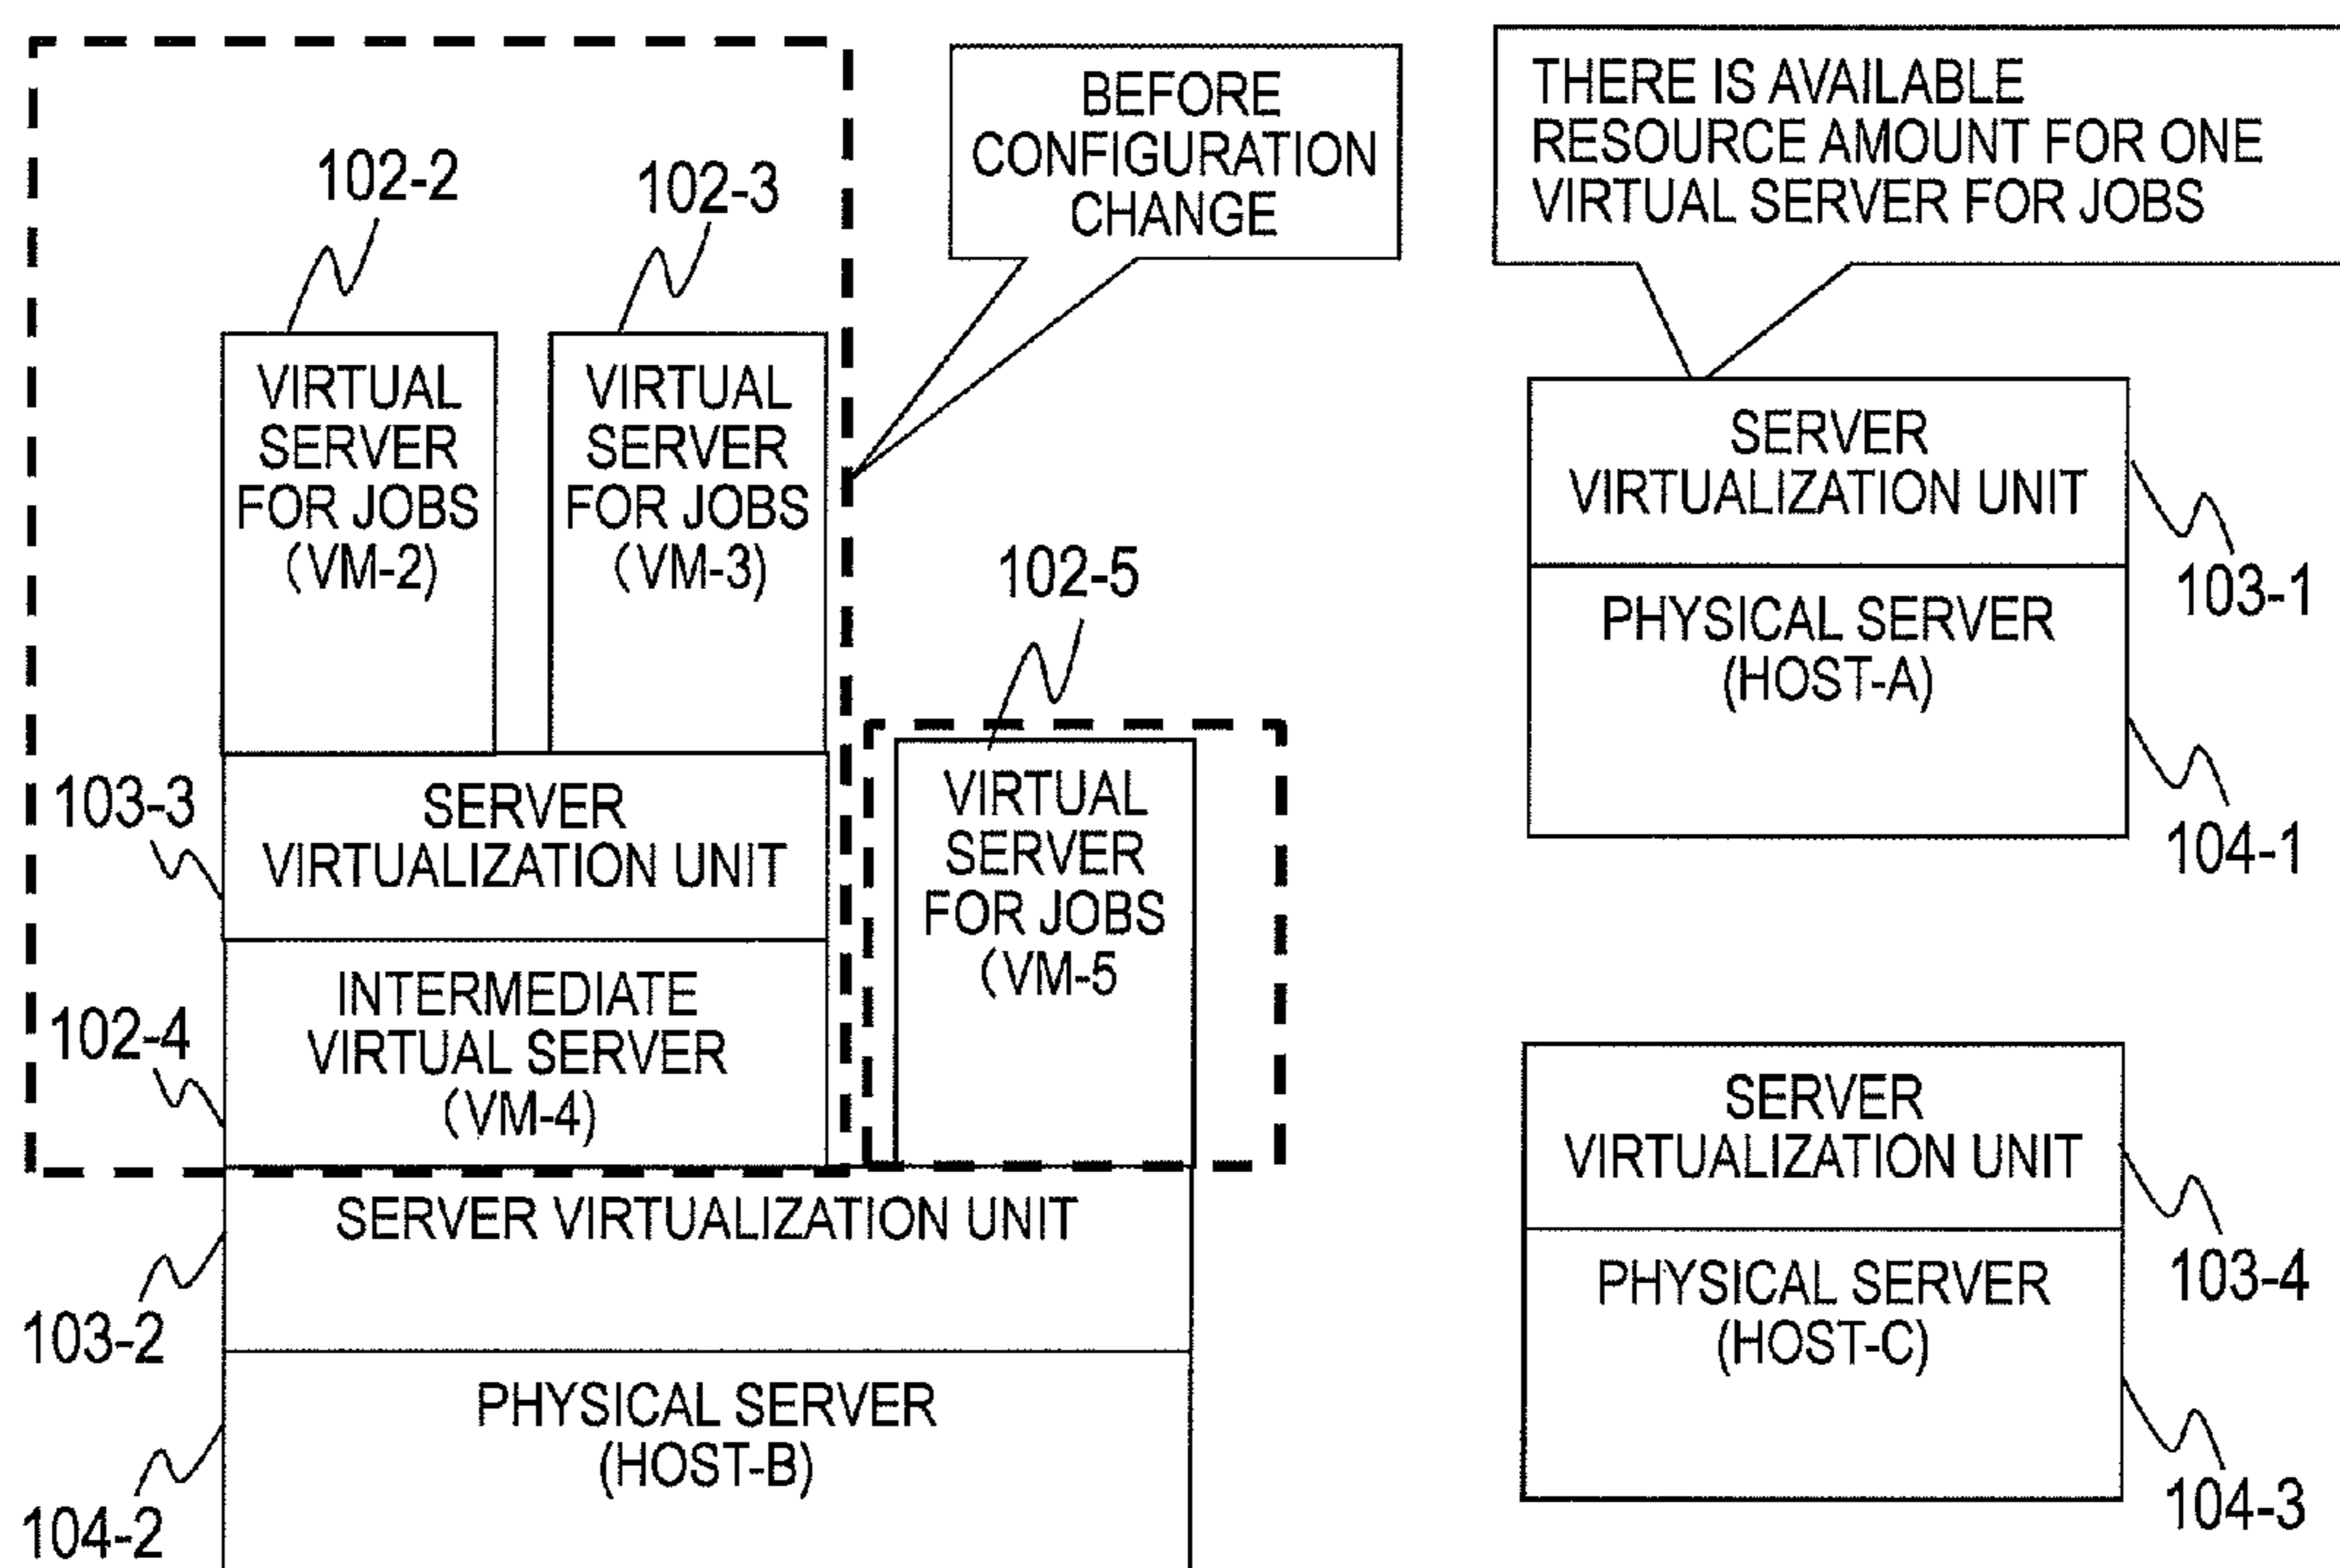 BEFORE
CONFIGURATION
CHANGE
THERE IS AVAILABLE
RESOURCE AMOUNT FOR ONE
VIRTUAL SERVER FOR JOBS
102-2
102-3
VIRTUAL
SERVER
FOR JOBS
(VM-2)
VIRTUAL
SERVER
FOR JOBS
(VM-3)
102-5
103-3
SERVER
VIRTUALIZATION UNIT
VIRTUAL
SERVER
FOR JOBS
(VM-5
102-4
INTERMEDIATE
VIRTUAL SERVER
(VM-4)
SERVER VIRTUALIZATION UNIT
103-2
PHYSICAL SERVER
(HOST-B)
104-2
SERVER
VIRTUALIZATION UNIT
103-1
PHYSICAL SERVER
(HOST-A)
104-1
SERVER
VIRTUALIZATION UNIT
103-4
PHYSICAL SERVER
(HOST-C)
104-3